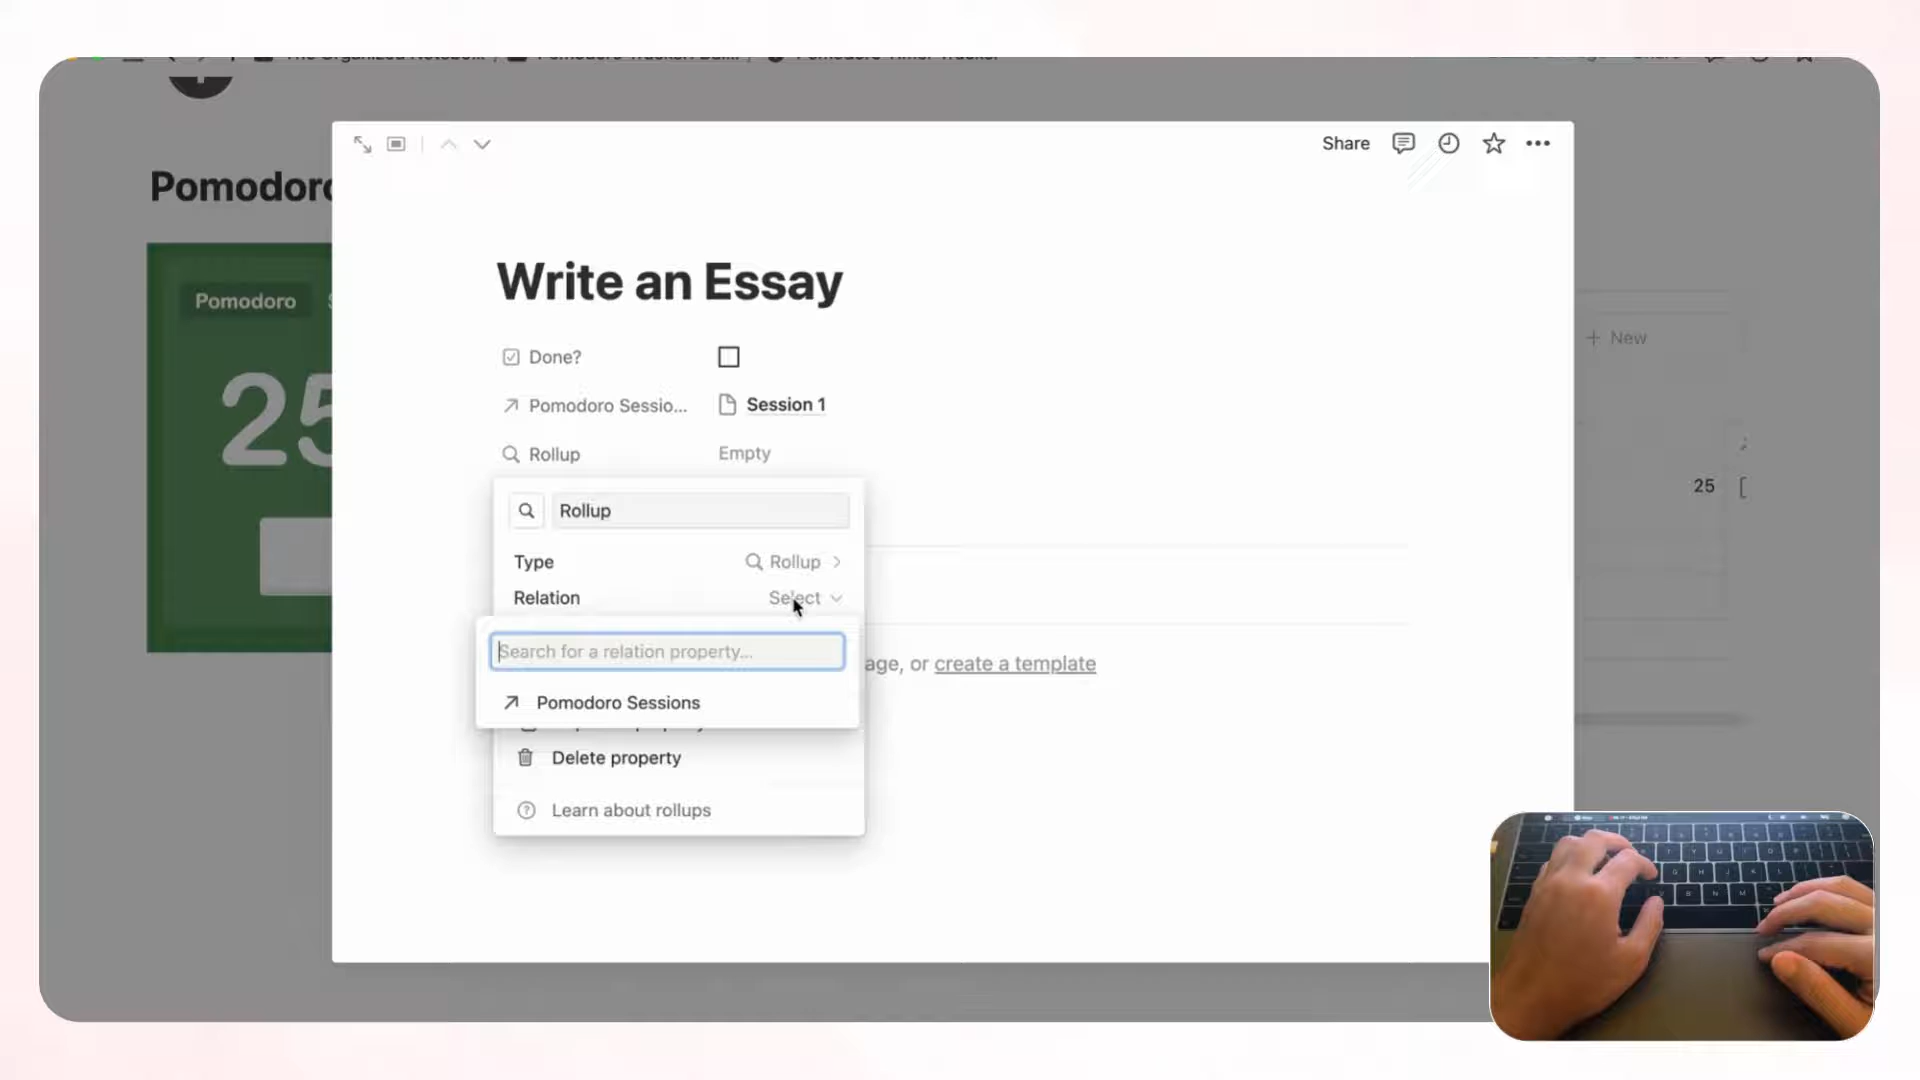 Share
Pomodoro
Pomodoro
25
Write an Essay
Done?
Pomodoro Sessio...
Session 1
Rollup
Empty
+ New
25
Rollup
Type
Rollup
Relation
Select
Search for a relation property...
age, or create a template
Pomodoro Sessions
Delete property
Learn about rollups